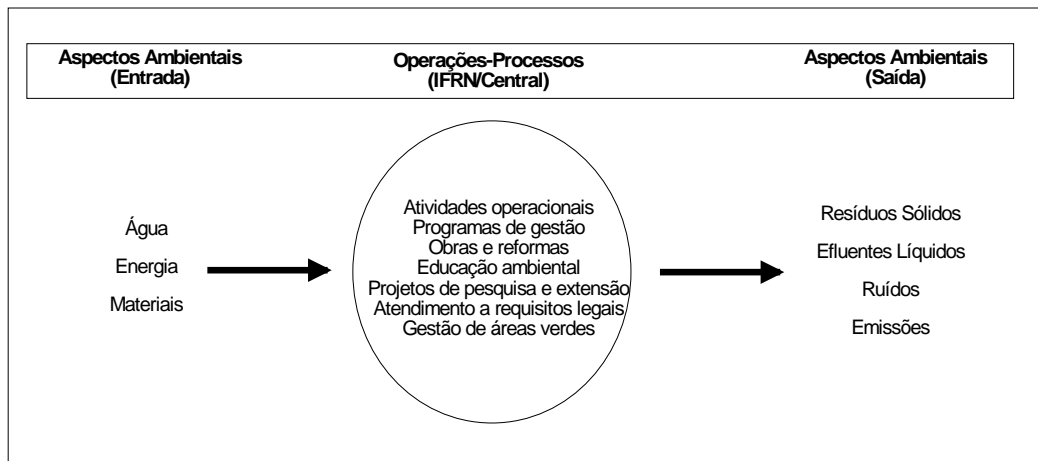 Aspectos Ambientais
(Entrada)
Operações-Processos
(IFRN/Central)
Aspectos Ambientais
(Saída)
Água
Energia
Materiais
Atividades operacionais
Programas de gestão
Obras e reformas
Educação ambiental
Projetos de pesquisa e extensão
Atendimento a requisitos legais
Gestão de áreas verdes
Resíduos Sólidos
Efluentes Líquidos
Ruídos
Emissões